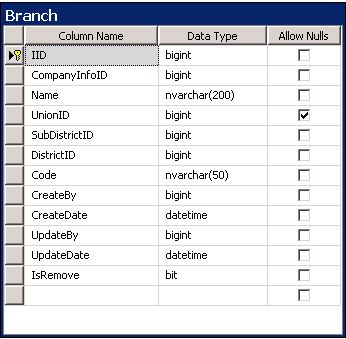 Branch
Column Name Data Type Allow Nulls
IID bigint
CompanyInfoID bigint
Name nvarchar(200)
UnionID bigint
SubDistrictID bigint
DistrictID bigint
Code nvarchar(50)
CreateBy bigint
CreateDate datetime
UpdateBy bigint
UpdateDate datetime
IsRemove bit